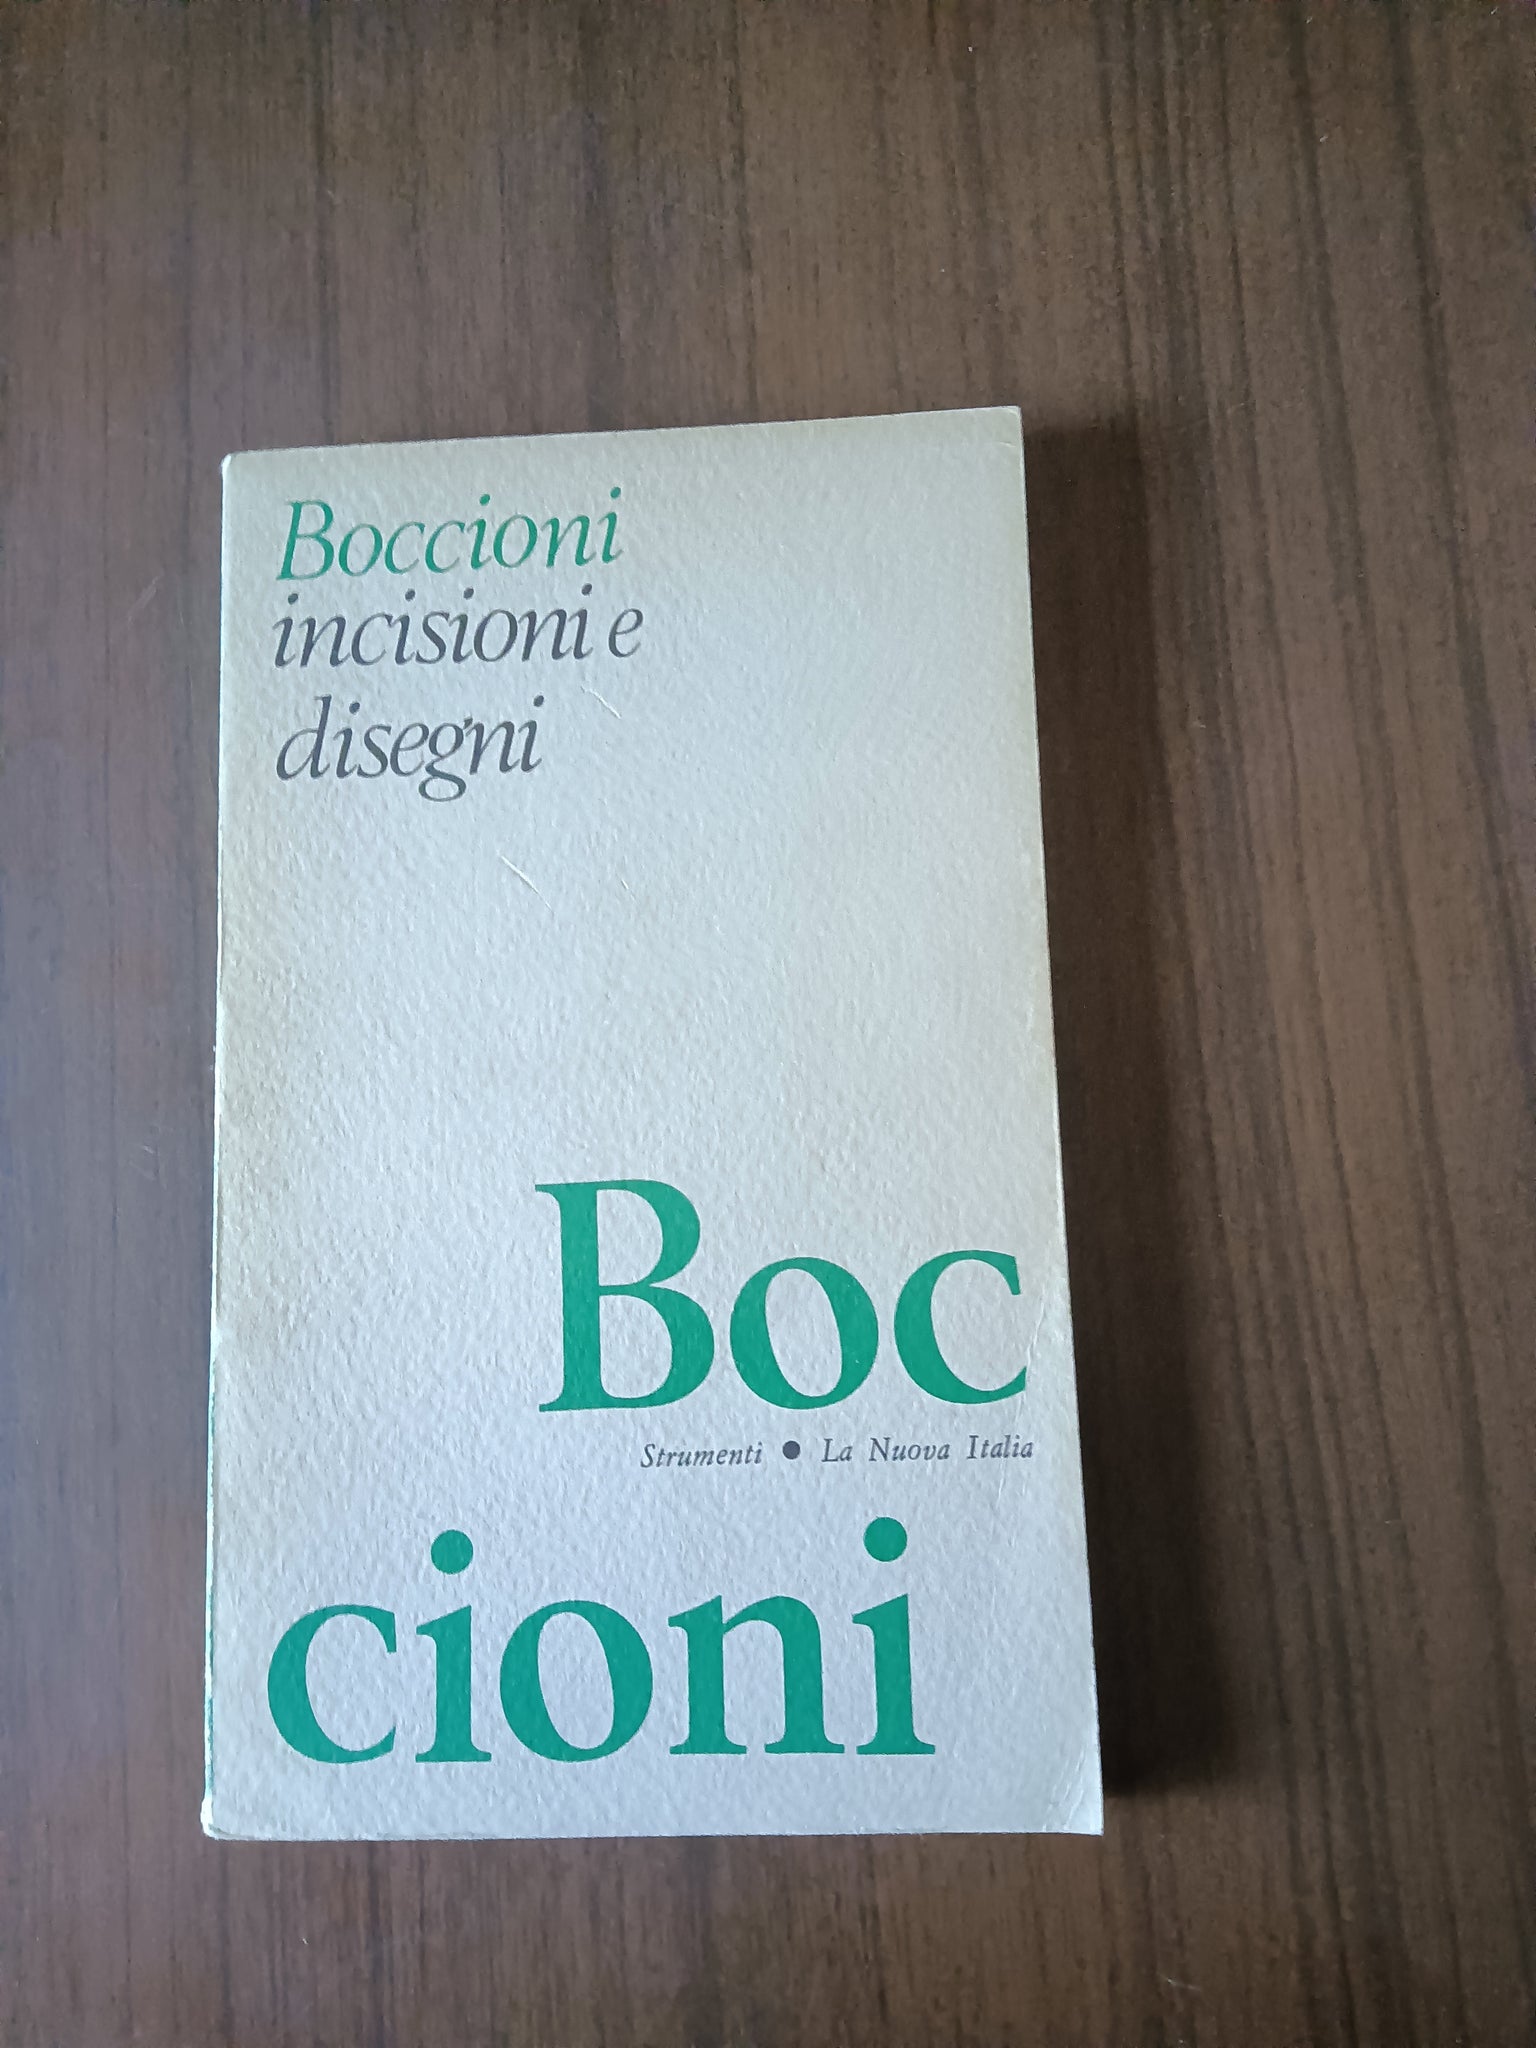 Boccioni
incisioni e
disegni
Boc
Strumenti ● La Nuova Italia
cioni